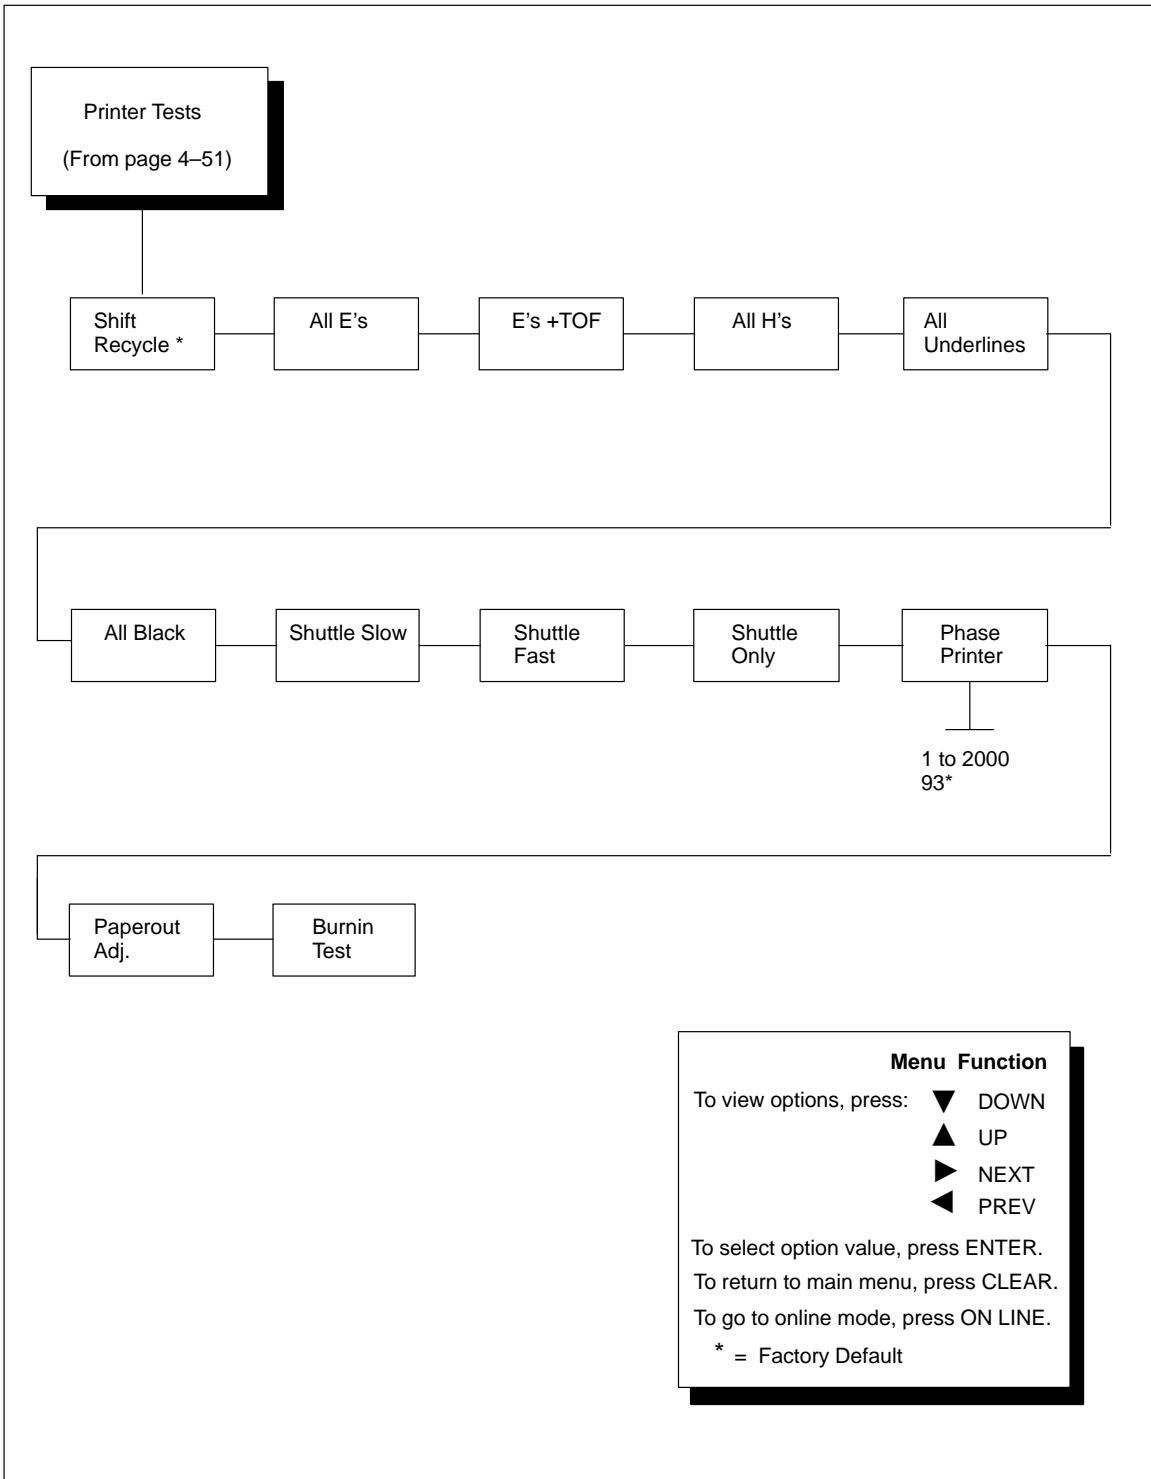 Printer Tests
(From page 4–51)
Shift
Recycle *
All E's
E's +TOF
All H's
All
Underlines
All Black
Shuttle Slow
Shuttle
Fast
Shuttle
Only
Phase
Printer
1 to 2000
93*
Paperout
Adj.
Burnin
Test
Menu Function
To view options, press: ▼ DOWN
▲ UP
► NEXT
◄ PREV
To select option value, press ENTER.
To return to main menu, press CLEAR.
To go to online mode, press ON LINE.
* = Factory Default